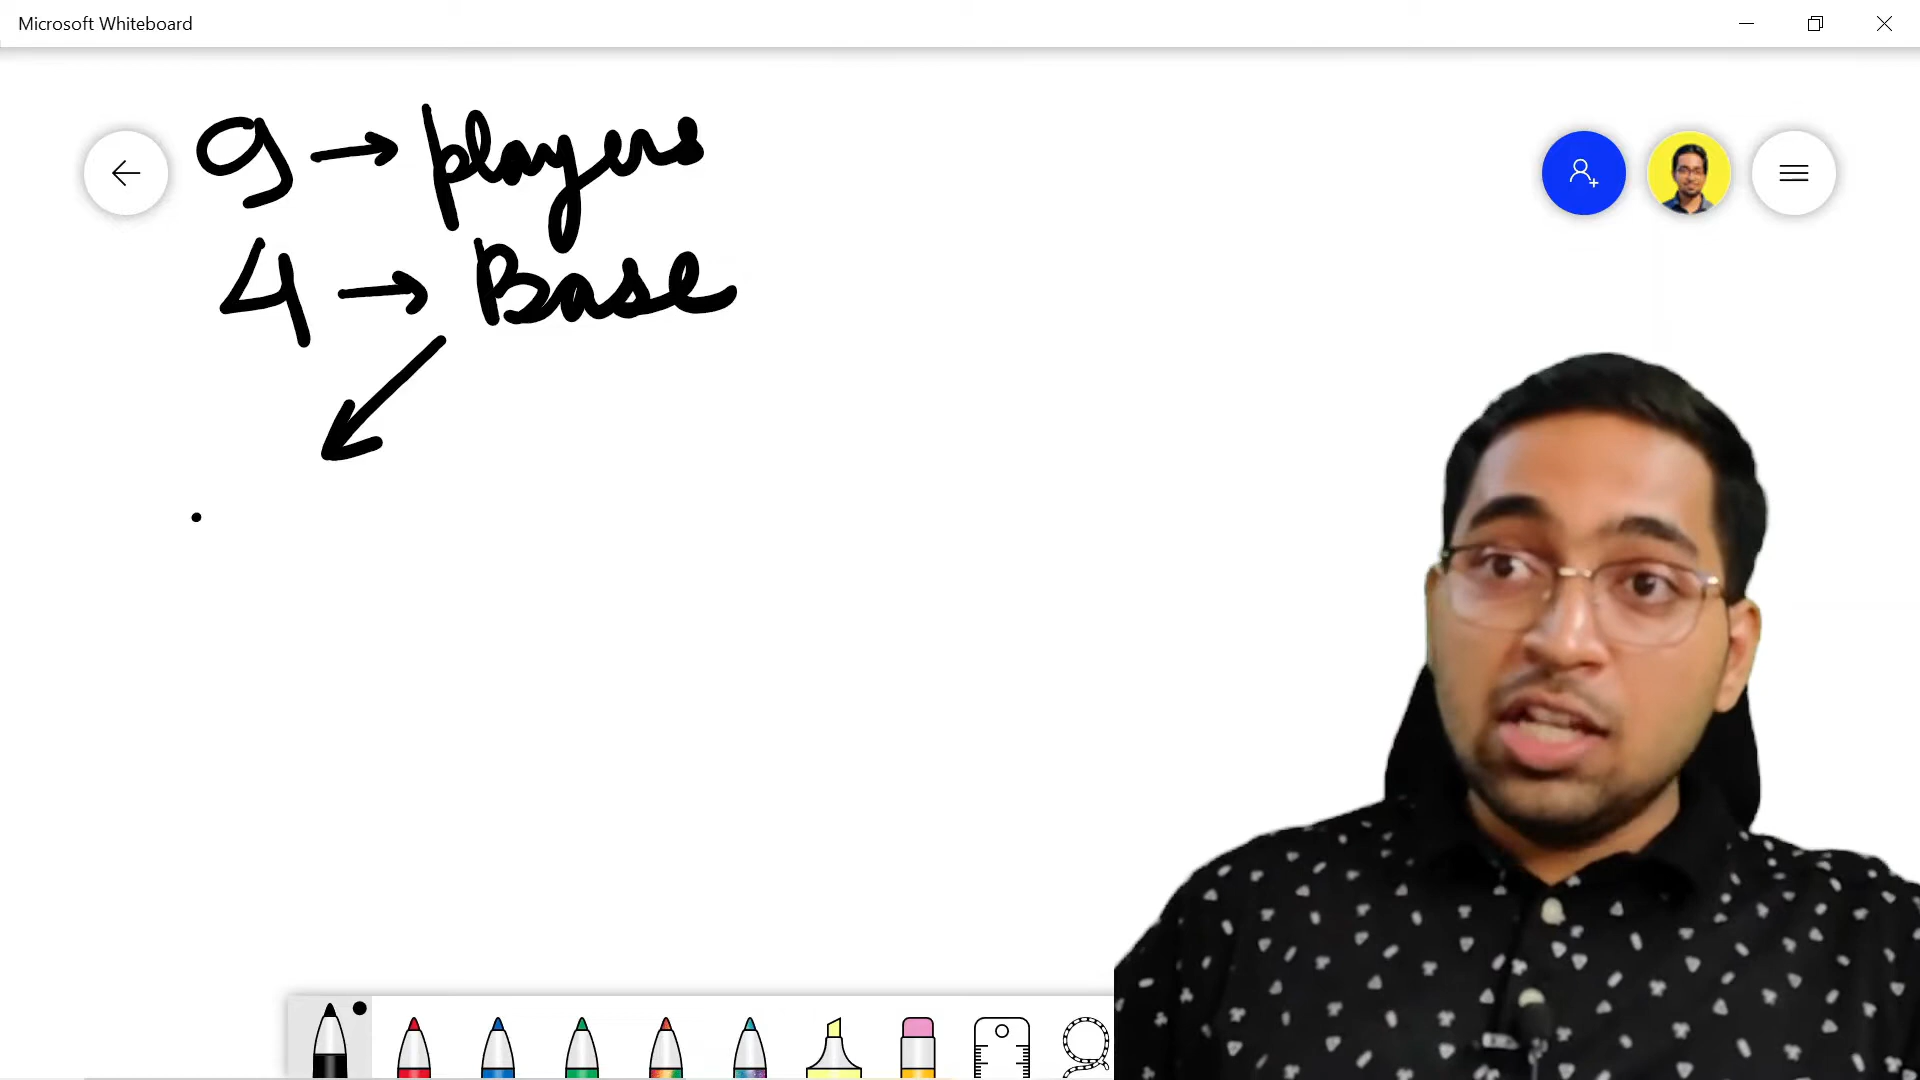 Microsoft Whiteboard
9 → players
4 → Base